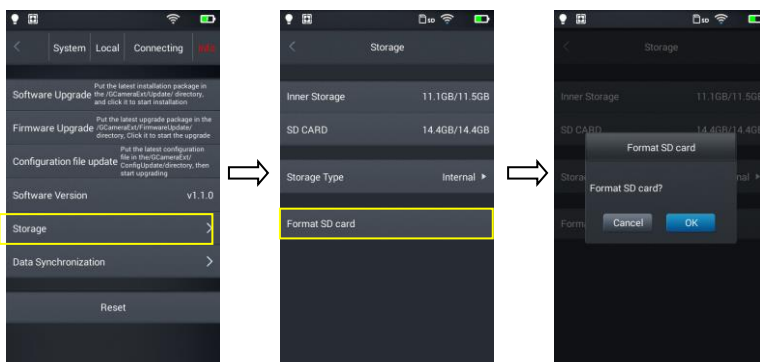 System Local Connecting Info
Software Upgrade
Put the latest installation package in
the /GCameraExt/Update/ directory,
and click it to start installation
Firmware Upgrade
Put the latest upgrade package in the
/GCameraExt/FirmwareUpdate/
directory, Click it to start the upgrade
Configuration file update
Put the latest configuration
file in the/GCameraExt/
ConfigUpdate/directory, then
start upgrading
Software Version v1.1.0
Storage
Data Synchronization
Reset
SD
Storage
Inner Storage 11.1GB/11.5GB
SD CARD 14.4GB/14.4GB
Storage Type Internal
Format SD card
SD
Storage
Inner Storage 11.1GB/11.5GB
SD CARD 14.4GB/14.4G
Format SD card
Format SD card?
Cancel OK